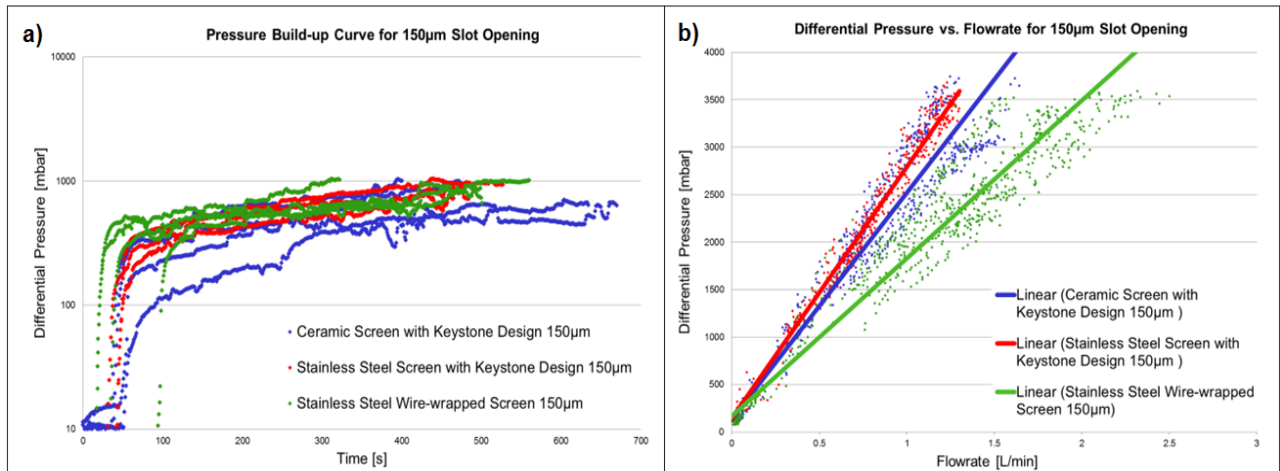 a)
Pressure Build-up Curve for 150µm Slot Opening
Differential Pressure [mbar]
10000
1000
100
10
0
100
200
300
400
500
600
700
Time [s]
Ceramic Screen with Keystone Design 150µm
Stainless Steel Screen with Keystone Design 150µm
Stainless Steel Wire-wrapped Screen 150µm
b)
Differential Pressure vs. Flowrate for 150µm Slot Opening
Differential Pressure [mbar]
4000
3500
3000
2500
2000
1500
1000
500
0
0
0.5
1
1.5
2
2.5
3
Flowrate [L/min]
Linear (Ceramic Screen with
Keystone Design 150µm )
Linear (Stainless Steel Screen with
Keystone Design 150µm )
Linear (Stainless Steel Wire-wrapped
Screen 150µm)